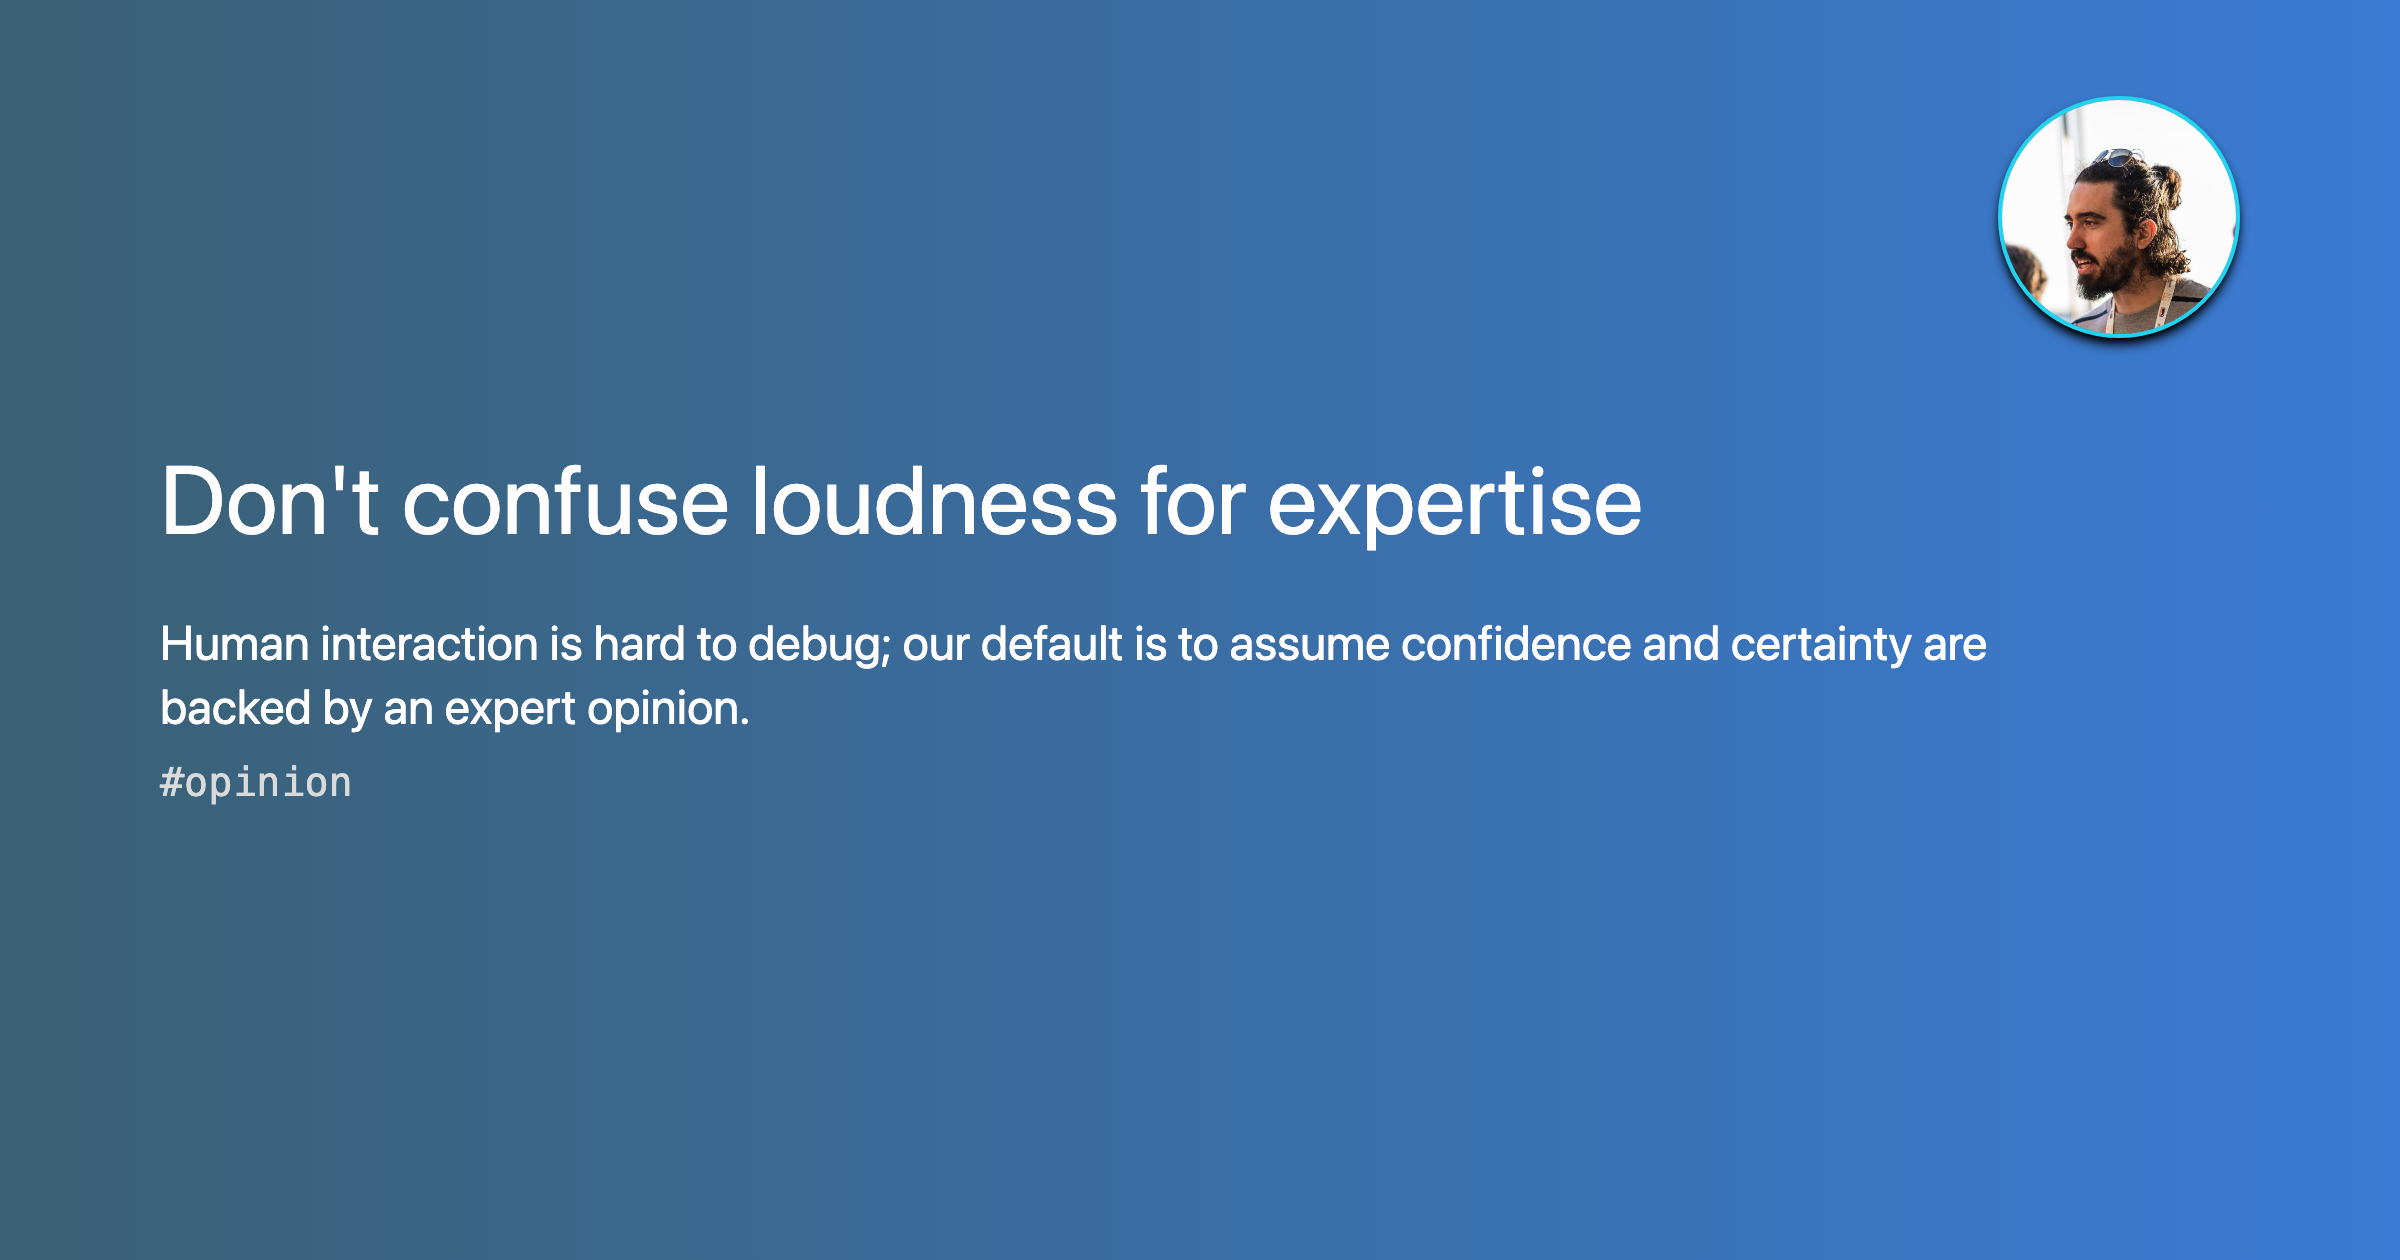 Don't confuse loudness for expertise
Human interaction is hard to debug; our default is to assume confidence and certainty are
backed by an expert opinion.
#opinion